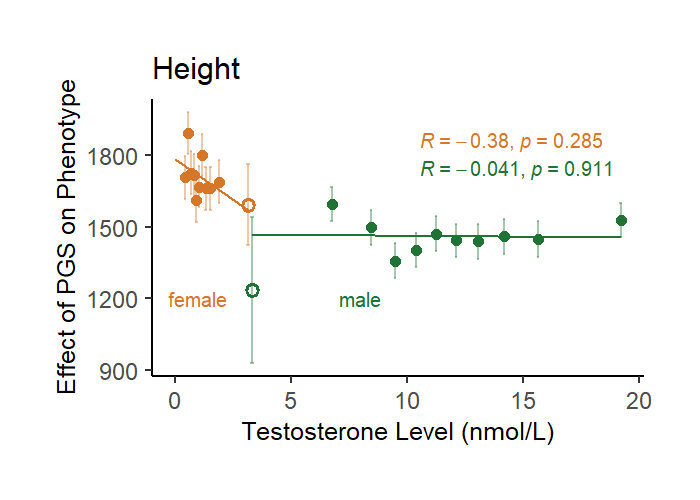 Height
Effect of PGS on Phenotype
R = −0.38, p = 0.285
R = −0.041, p = 0.911
1800
1500
1200
900
female
male
0 5 10 15 20
Testosterone Level (nmol/L)